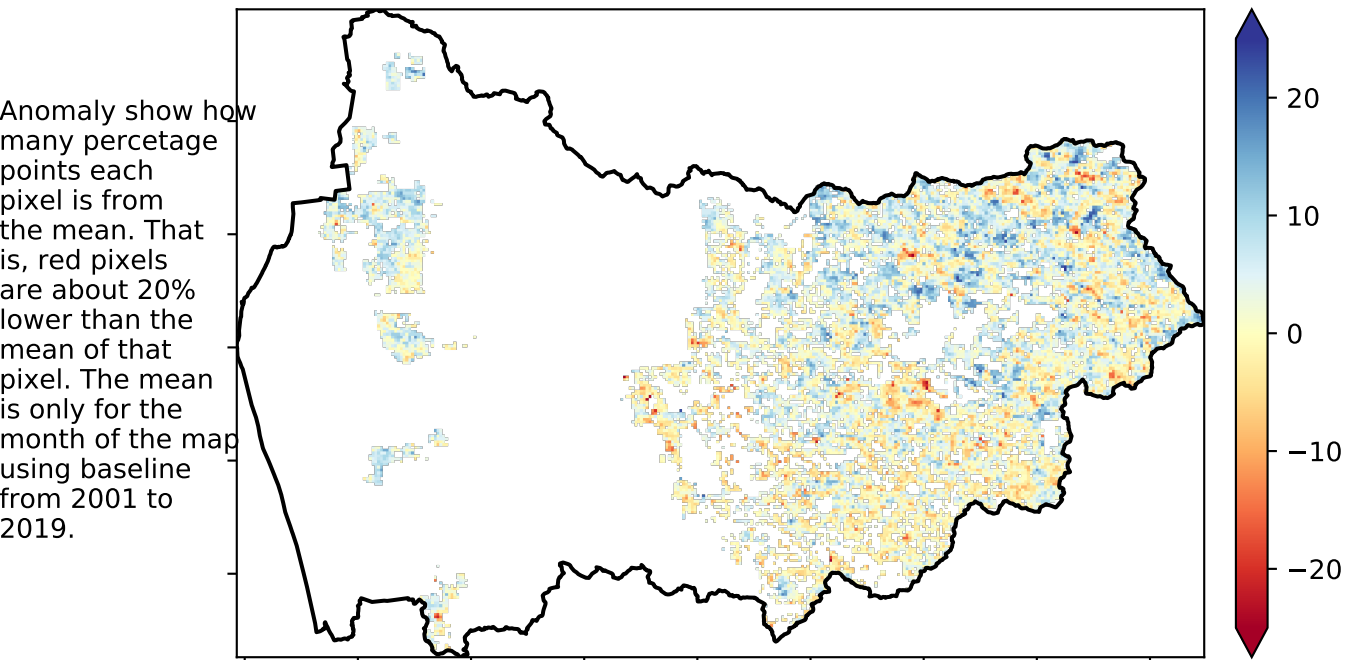 Anomaly show how
many percetage
points each
pixel is from
the mean. That
is, red pixels
are about 20%
lower than the
mean of that
pixel. The mean
is only for the
month of the map
using baseline
from 2001 to
2019.
20
10
0
−10
−20